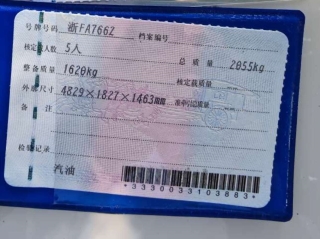 号牌号码 浙FA7662 档案编号
核定载人数 5人 总质量 2055kg
整备质量 1620kg 核定载质量
外廓尺寸 4829×1827×1463mm 准牵引总质量
备注
检验记录
汽油
*3330033103883*